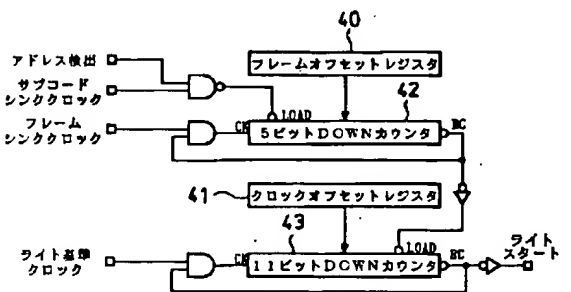 40
アドレス検出
フレームオフセットレジスタ
サブコード
シンククロック
42
LOAD
BC
フレーム
シンククロック
CK
5ビットDOWNカウンタ
41
クロックオフセットレジスタ
43
LOAD
BC
ライト
スタート
ライト基準
クロック
CK
11ビットDOWNカウンタ